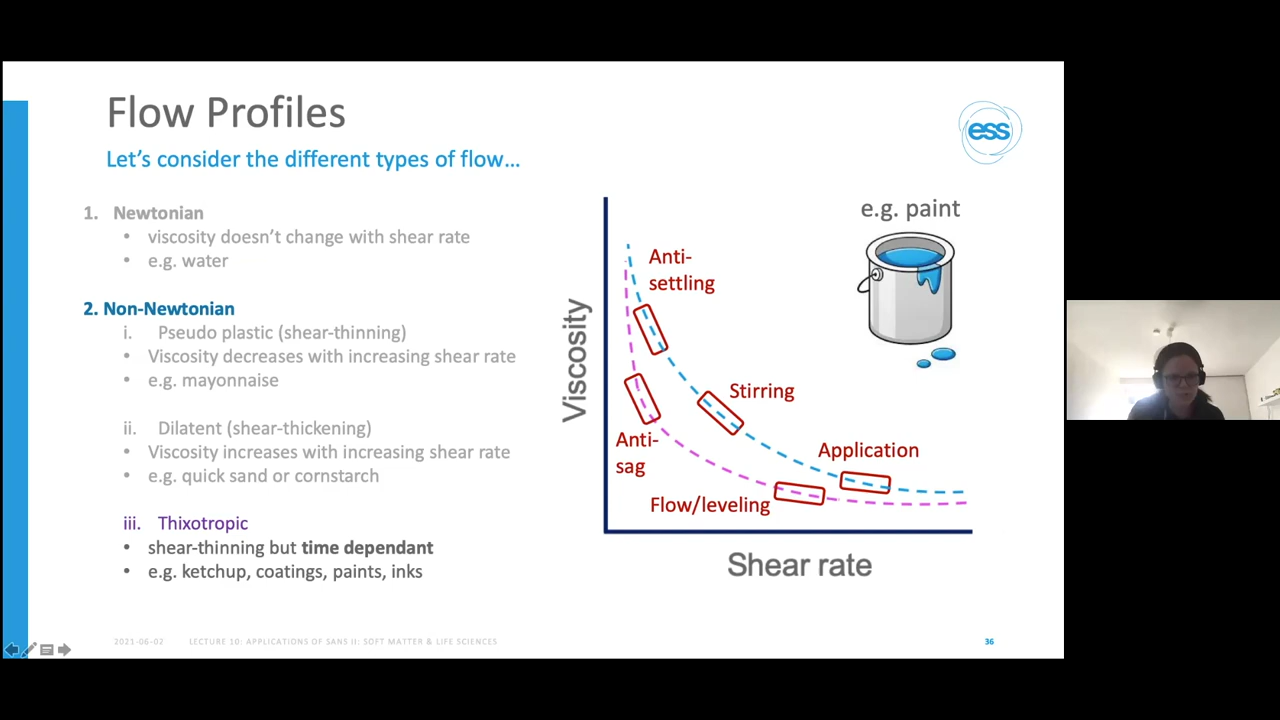 Flow Profiles
Let's consider the different types of flow...
ess
1. Newtonian
• viscosity doesn't change with shear rate
• e.g. water
2. Non-Newtonian
i. Pseudo plastic (shear-thinning)
• Viscosity decreases with increasing shear rate
• e.g. mayonnaise
ii. Dilatent (shear-thickening)
• Viscosity increases with increasing shear rate
• e.g. quick sand or cornstarch
iii. Thixotropic
• shear-thinning but time dependant
• e.g. ketchup, coatings, paints, inks
e.g. paint
Anti-
settling
Stirring
Application
Anti-
sag
Flow/leveling
Viscosity
Shear rate
2021-06-02 LECTURE 10: APPLICATIONS OF SANS II: SOFT MATTER & LIFE SCIENCES
36